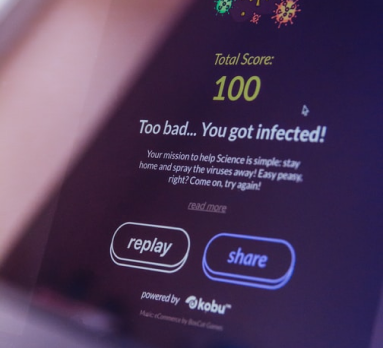 Total Score:
100
Too bad... You got infected!
Your mission to help Science is simple: stay
home and spray the viruses away! Easy peasy,
right? Come on, try again!
read more
replay
share
powered by kobu™
Magic eCommerce by BoxCat Games